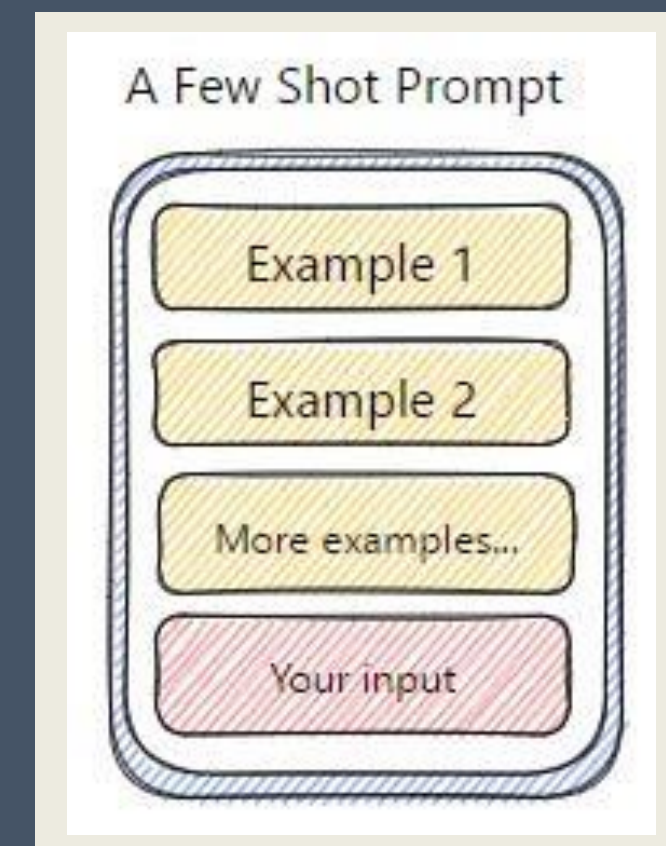 A Few Shot Prompt
Example 1
Example 2
More examples...
Your input